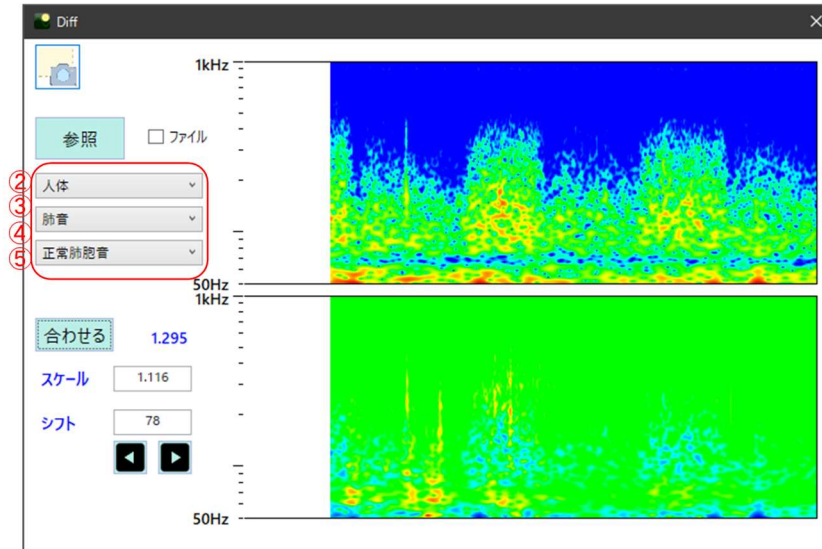 Diff
1kHz
参照
ファイル
②
人体
③
肺音
④
正常肺胞音
⑤
50Hz
1kHz
合わせる
1.295
スケール
1.116
シフト
78
50Hz